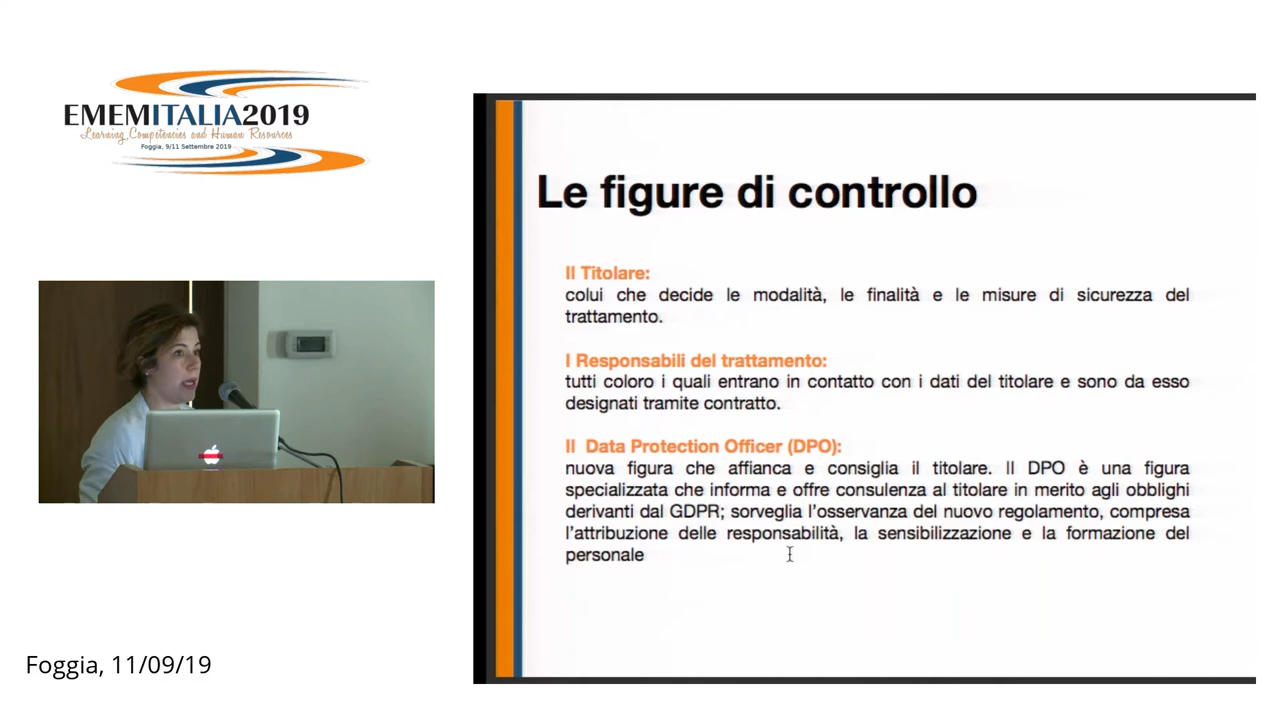 EMEMITALIA2019
Learning, Competencies and Human Resources
Foggia, 9/11 Settembre 2019
Le figure di controllo
Il Titolare:
colui che decide le modalità, le finalità e le misure di sicurezza del
trattamento.
I Responsabili del trattamento:
tutti coloro i quali entrano in contatto con i dati del titolare e sono da esso
designati tramite contratto.
Il Data Protection Officer (DPO):
nuova figura che affianca e consiglia il titolare. Il DPO è una figura
specializzata che informa e offre consulenza al titolare in merito agli obblighi
derivanti dal GDPR; sorveglia l'osservanza del nuovo regolamento, compresa
l'attribuzione delle responsabilità, la sensibilizzazione e la formazione del
personale
Foggia, 11/09/19